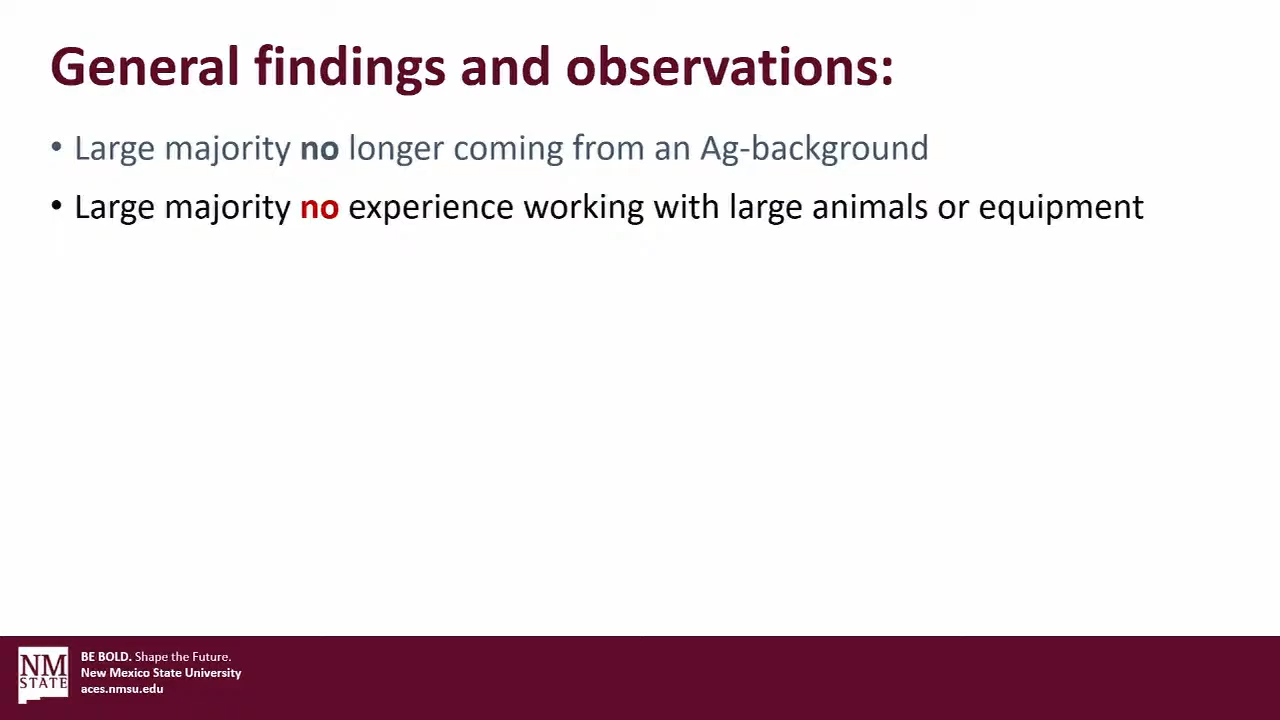 General findings and observations:
• Large majority no longer coming from an Ag-background
• Large majority no experience working with large animals or equipment
NM
STATE
BE BOLD. Shape the Future.
New Mexico State University
aces.nmsu.edu